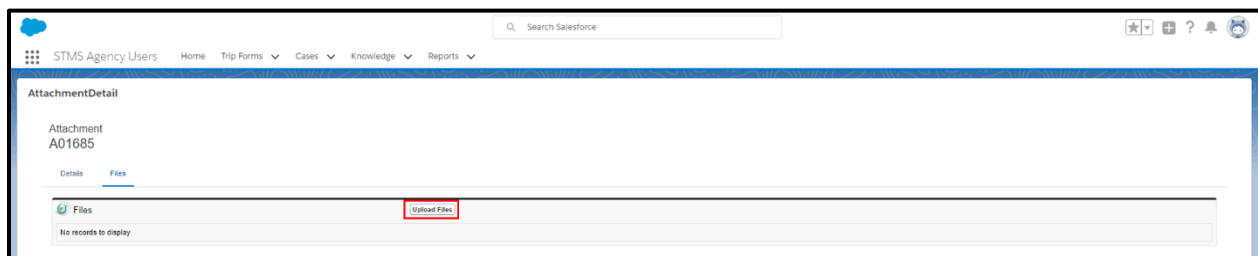 Search Salesforce
STMS Agency Users Home Trip Forms Cases Knowledge Reports
AttachmentDetail
Attachment
A01685
Details Files
Files Upload Files
No records to display